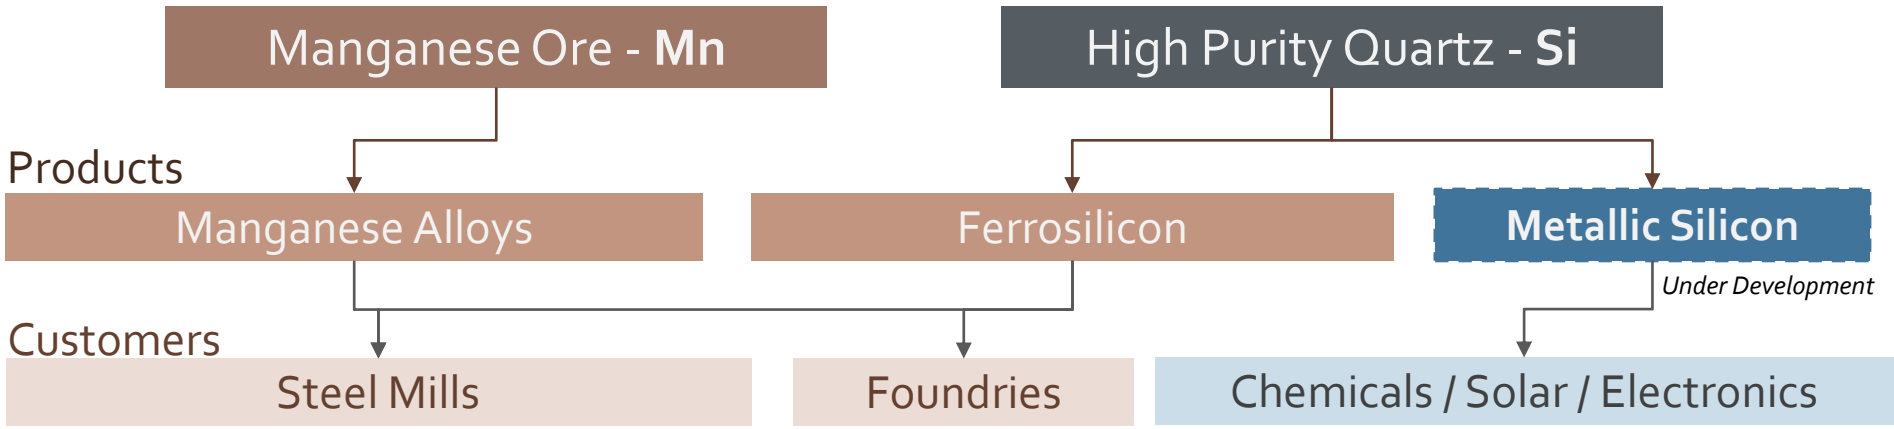 Manganese Ore - Mn
High Purity Quartz - Si
Products
Manganese Alloys
Ferrosilicon
Metallic Silicon
Under Development
Customers
Steel Mills
Foundries
Chemicals / Solar / Electronics